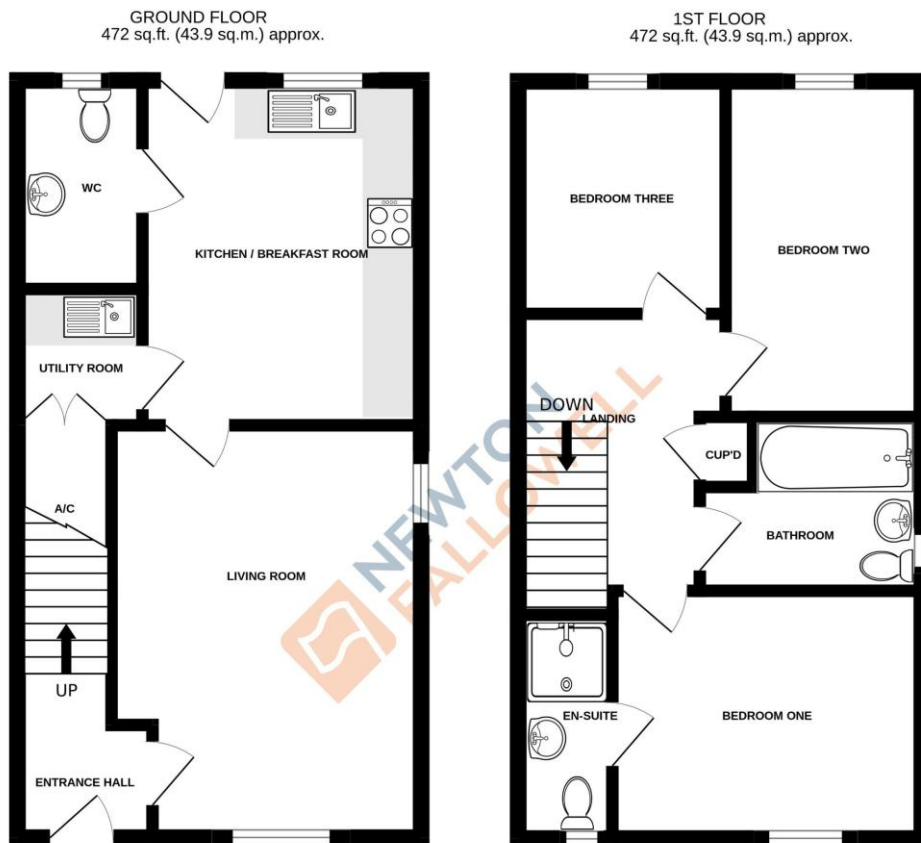 GROUND FLOOR
472 sq.ft. (43.9 sq.m.) approx.
WC
KITCHEN / BREAKFAST ROOM
UTILITY ROOM
A/C
LIVING ROOM
UP
ENTRANCE HALL
1ST FLOOR
472 sq.ft. (43.9 sq.m.) approx.
BEDROOM THREE
BEDROOM TWO
DOWN
LANDING
CUP'D
BATHROOM
EN-SUITE
BEDROOM ONE
NEWTON
FALLOWELL